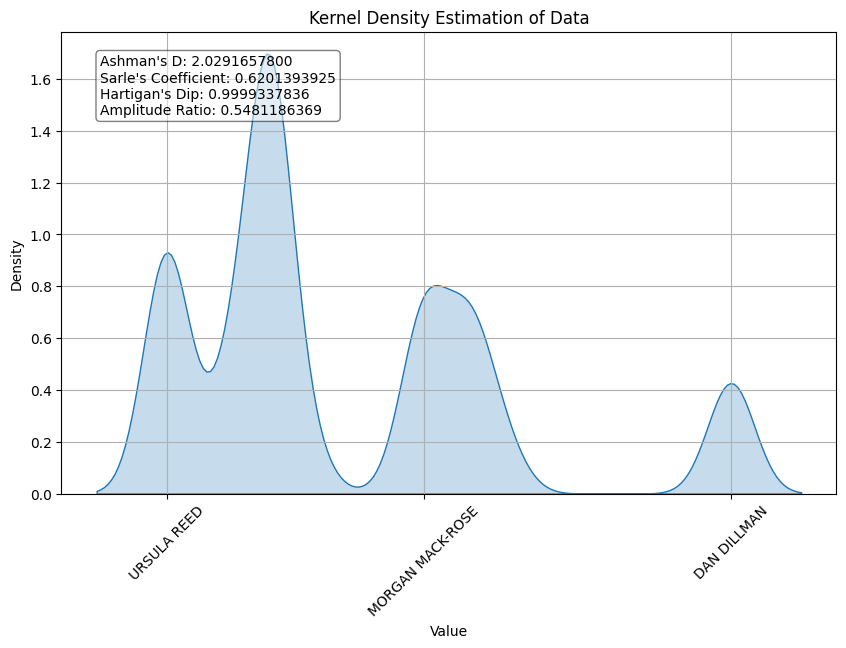 Kernel Density Estimation of Data
Ashman's D: 2.0291657800
Sarle's Coefficient: 0.6201393925
Hartigan's Dip: 0.9999337836
Amplitude Ratio: 0.5481186369
Density
1.6
1.4
1.2
1.0
0.8
0.6
0.4
0.2
0.0
URSULA REED
MORGAN MACK-ROSE
DAN DILLMAN
Value